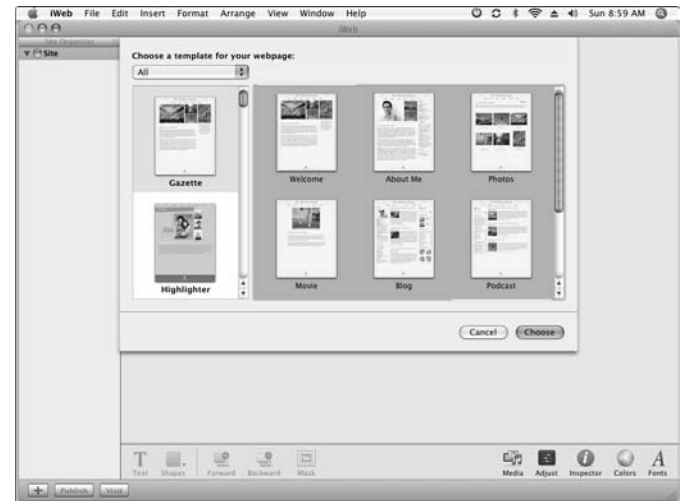 iWeb File Edit Insert Format Arrange View Window Help Sun 8:59 AM
iWeb
Site Organizer
Site
Choose a template for your webpage:
All
Gazette
Highlighter
Welcome About Me Photos
Movie Blog Podcast
Cancel Choose
T A
Text Shapes Forward Backward Mask Media Adjust Inspector Colors Fonts
+ Publish Visit